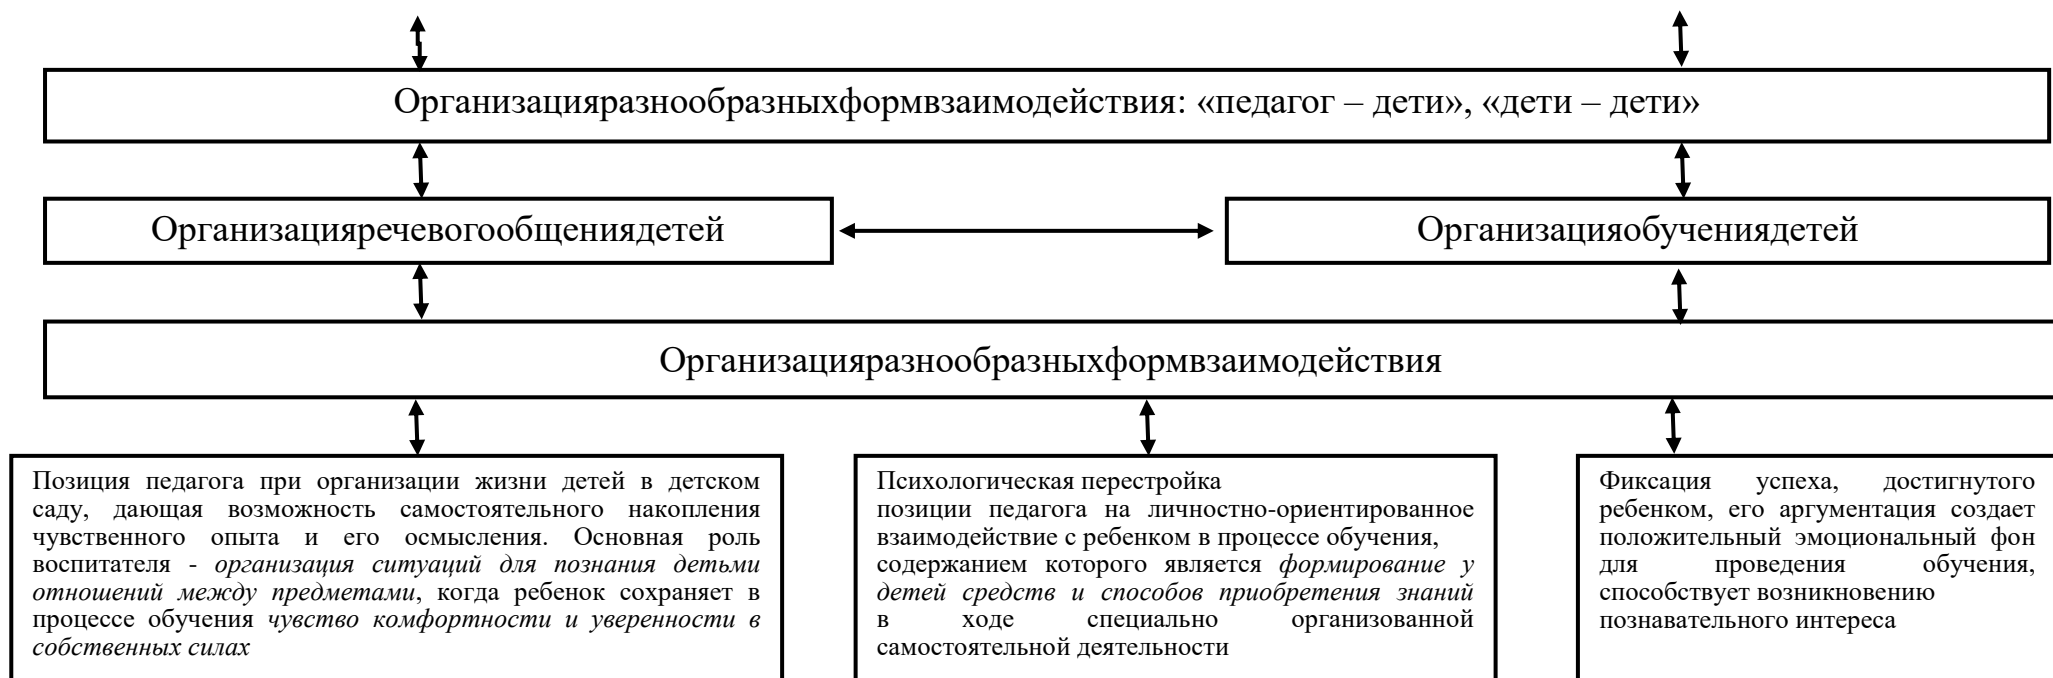 Организацияразнообразныхформвзаимодействия: «педагог – дети», «дети – дети»
Организацияречевогообщениядетей
Организацияобучениядетей
Организацияразнообразныхформвзаимодействия
Позиция педагога при организации жизни детей в детском
саду, дающая возможность самостоятельного накопления
чувственного опыта и его осмысления. Основная роль
воспитателя - организация ситуаций для познания детьми
отношений между предметами, когда ребенок сохраняет в
процессе обучения чувство комфортности и уверенности в
собственных силах
Психологическая перестройка
позиции педагога на личностно-ориентированное
взаимодействие с ребенком в процессе обучения,
содержанием которого является формирование у
детей средств и способов приобретения знаний
в ходе специально организованной
самостоятельной деятельности
Фиксация успеха, достигнутого
ребенком, его аргументация создает
положительный эмоциональный фон
для проведения обучения,
способствует возникновению
познавательного интереса